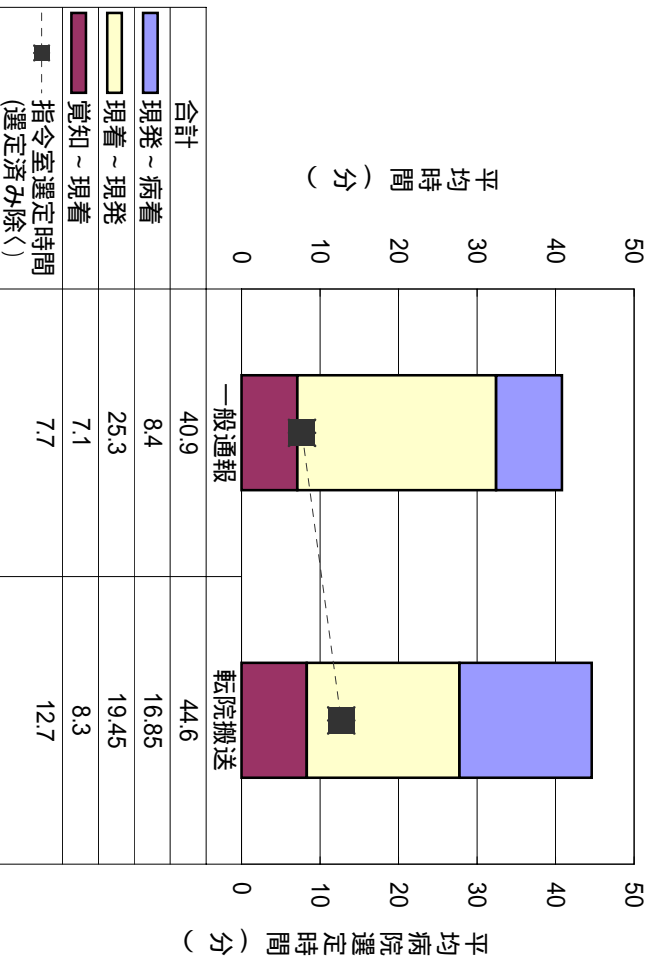 平均時間（分）
50
40
30
20
10
0
平均病院選定時間（分）
50
40
30
20
10
0
一般通報 転院搬送
合計 40.9 44.6
現発~病着 8.4 16.85
現着~現発 25.3 19.45
覚知~現着 7.1 8.3
指令室選定時間 7.7 12.7
(選定済み除く)